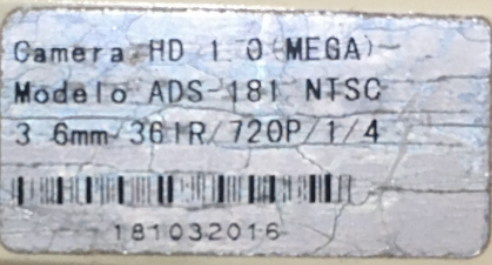 Camera HD 1.0 (MEGA)
Modelo ADS-181 NTSC
3.6mm/36IR/720P/1/4
181032016